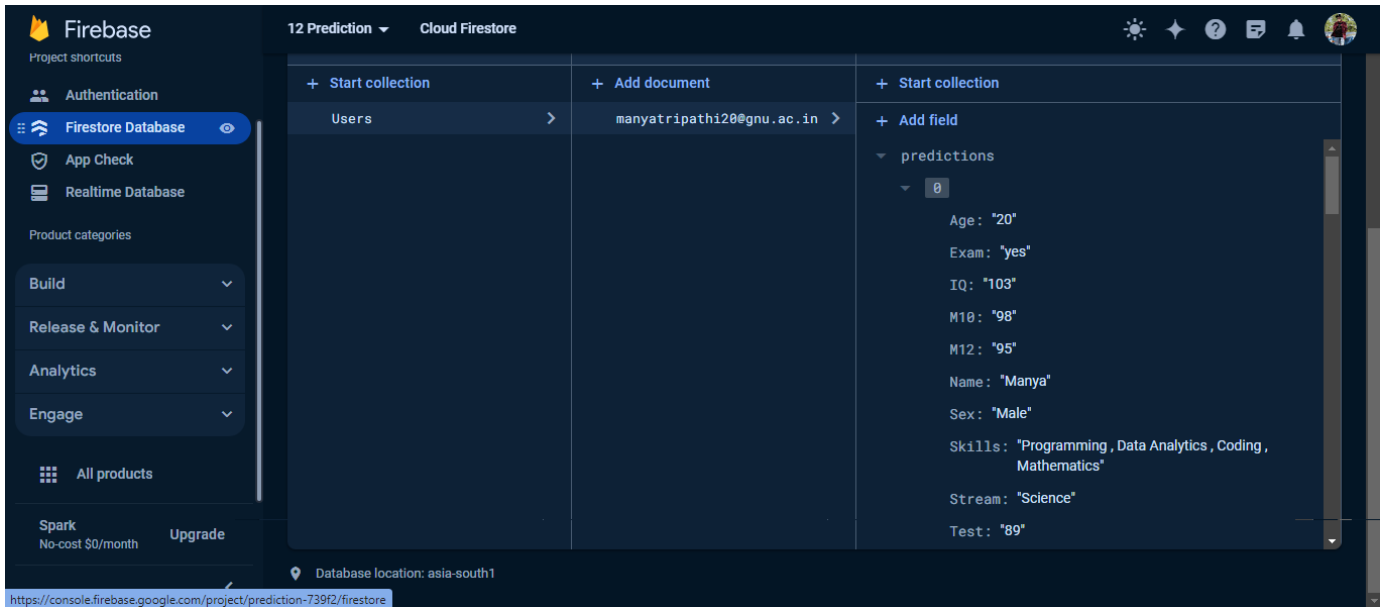 Firebase
12 Prediction
Cloud Firestore
Project shortcuts
Authentication
Firestore Database
App Check
Realtime Database
Product categories
Build
Release & Monitor
Analytics
Engage
All products
Spark
No-cost $0/month
Upgrade
+ Start collection
Users
+ Add document
manyatripathi20@gnu.ac.in
+ Start collection
+ Add field
predictions
0
Age: "20"
Exam: "yes"
IQ: "103"
M10: "98"
M12: "95"
Name: "Manya"
Sex: "Male"
Skills: "Programming , Data Analytics , Coding ,
Mathematics"
Stream: "Science"
Test: "89"
Database location: asia-south1
https://console.firebase.google.com/project/prediction-739f2/firestore